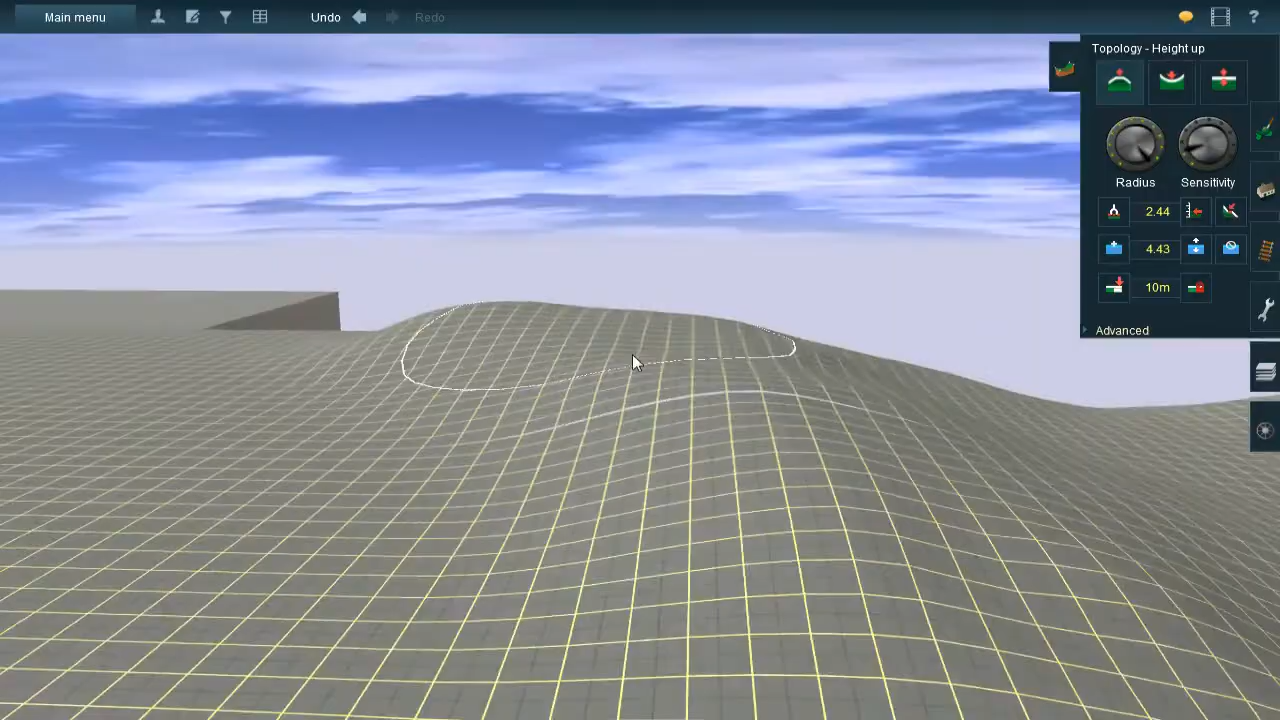 Main menu
Undo
Redo
?
Topology - Height up
Radius
Sensitivity
2.44
4.43
10m
Advanced